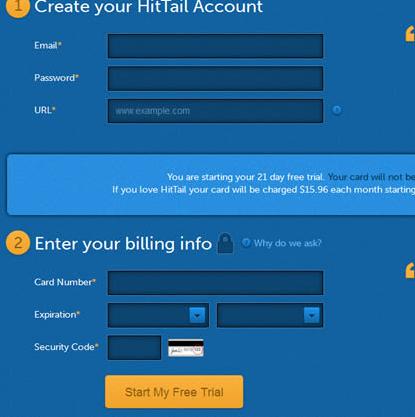 1 Create your HitTail Account
Email*
Password*
URL* www.example.com
You are starting your 21 day free trial. Your card will not be
If you love HitTail your card will be charged $15.96 each month starting
2 Enter your billing info Why do we ask?
Card Number*
Expiration*
Security Code*
Start My Free Trial